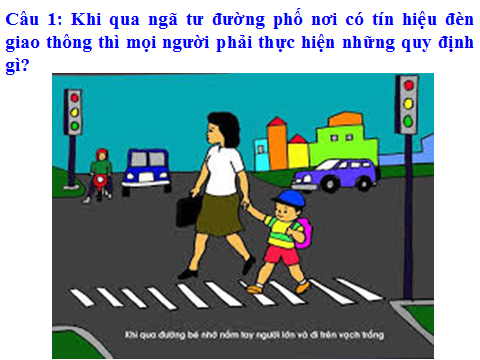 Câu 1: Khi qua ngã tư đường phố nơi có tín hiệu đèn
giao thông thì mọi người phải thực hiện những quy định
gì?
Khi qua đường bé nhớ nắm tay người lớn và đi trên vạch trắng